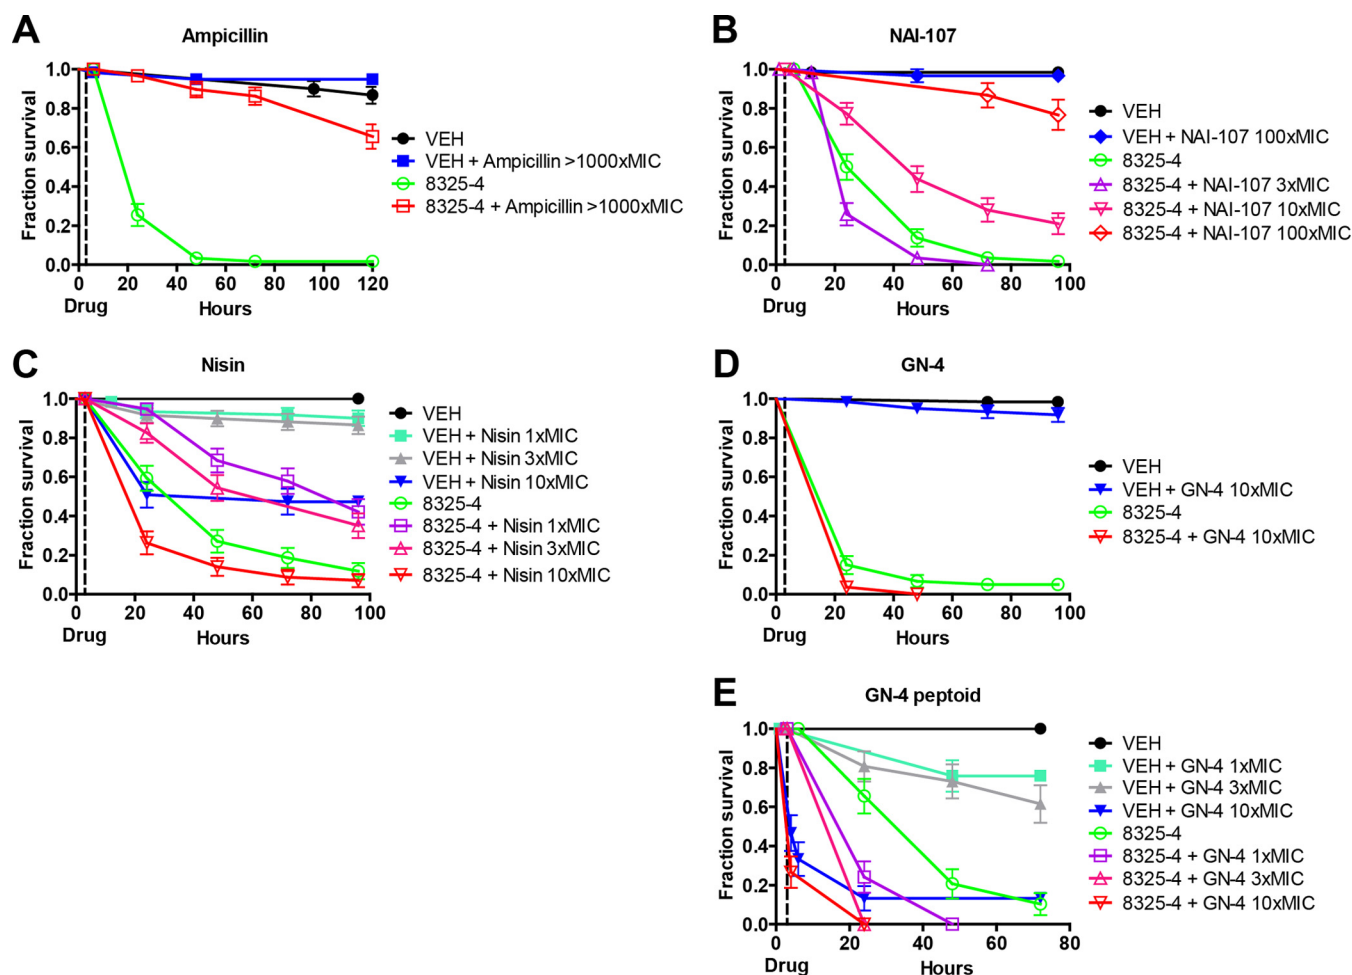 A
Ampicillin
Fraction survival
1.0
0.8
0.6
0.4
0.2
0.0
0
20
40
60
80
100
120
Drug
Hours
VEH
VEH + Ampicillin >1000xMIC
8325-4
8325-4 + Ampicillin >1000xMIC
B
NAI-107
Fraction survival
1.0
0.8
0.6
0.4
0.2
0.0
0
20
40
60
80
100
Drug
Hours
VEH
VEH + NAI-107 100xMIC
8325-4
8325-4 + NAI-107 3xMIC
8325-4 + NAI-107 10xMIC
8325-4 + NAI-107 100xMIC
C
Nisin
Fraction survival
1.0
0.8
0.6
0.4
0.2
0.0
0
20
40
60
80
100
Drug
Hours
VEH
VEH + Nisin 1xMIC
VEH + Nisin 3xMIC
VEH + Nisin 10xMIC
8325-4
8325-4 + Nisin 1xMIC
8325-4 + Nisin 3xMIC
8325-4 + Nisin 10xMIC
D
GN-4
Fraction survival
1.0
0.8
0.6
0.4
0.2
0.0
0
20
40
60
80
100
Drug
Hours
VEH
VEH + GN-4 10xMIC
8325-4
8325-4 + GN-4 10xMIC
E
GN-4 peptoid
Fraction survival
1.0
0.8
0.6
0.4
0.2
0.0
0
20
40
60
80
Drug
Hours
VEH
VEH + GN-4 1xMIC
VEH + GN-4 3xMIC
VEH + GN-4 10xMIC
8325-4
8325-4 + GN-4 1xMIC
8325-4 + GN-4 3xMIC
8325-4 + GN-4 10xMIC